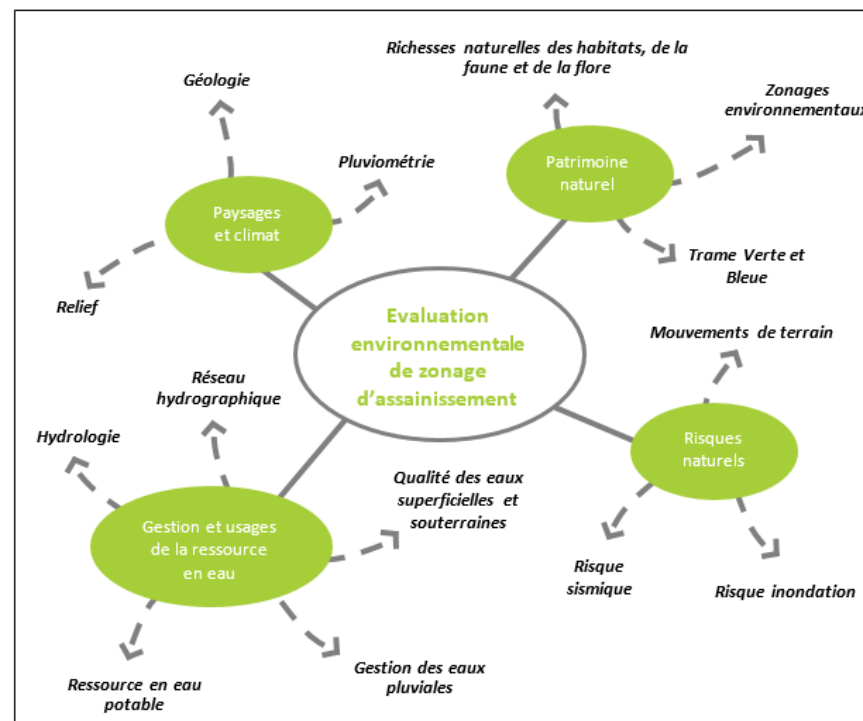 Richesses naturelles des habitats, de la
faune et de la flore
Géologie
Zonages
environnementaux
Pluviométrie
Patrimoine
naturel
Paysages
et climat
Trame Verte et
Bleue
Relief
Evaluation
environnementale
de zonage
d'assainissement
Mouvements de terrain
Réseau
hydrographique
Hydrologie
Risques
naturels
Qualité des eaux
superficielles et
souterraines
Gestion et usages
de la ressource
en eau
Risque
sismique
Risque inondation
Gestion des eaux
pluviales
Ressource en eau
potable